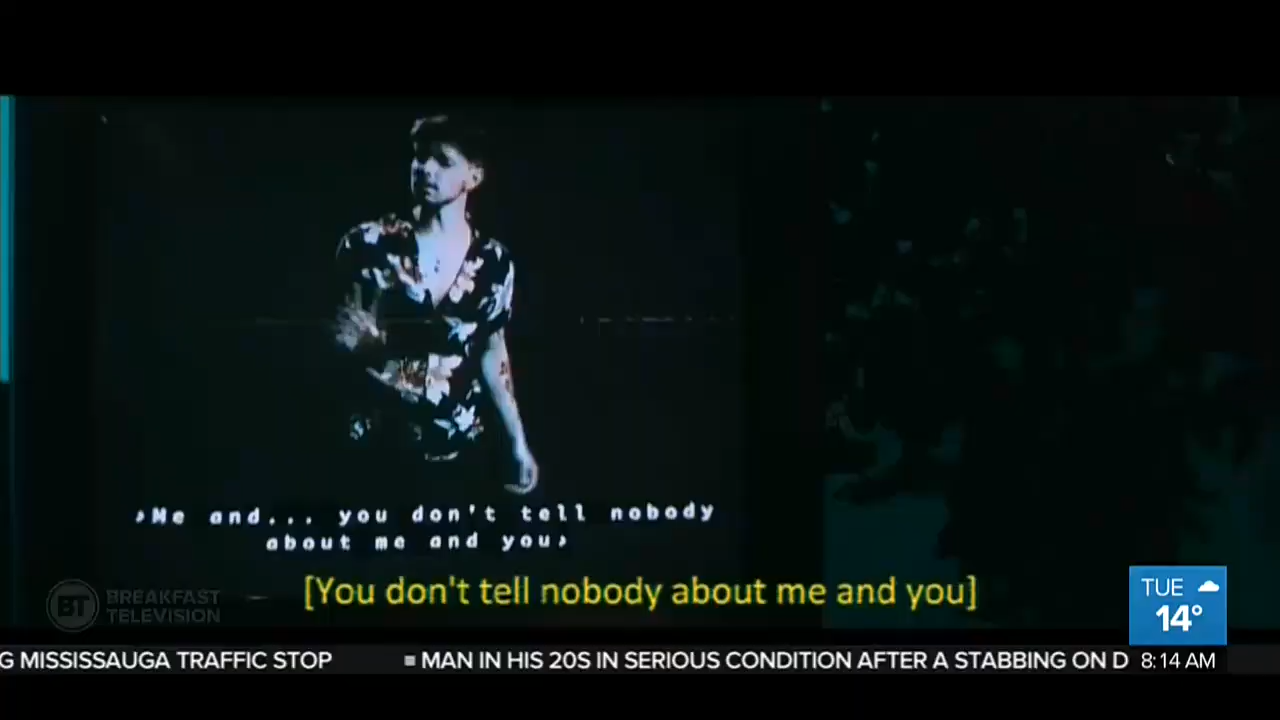 ♪Me and... you don't tell nobody
about me and you♪
[You don't tell nobody about me and you]
BT
BREAKFAST
TELEVISION
TUE
14°
G MISSISSAUGA TRAFFIC STOP
■ MAN IN HIS 20S IN SERIOUS CONDITION AFTER A STABBING ON D
8:14 AM